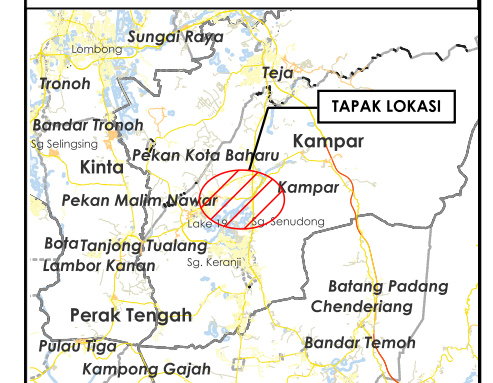 Sungai Raya
Lombong
Teja
Tronoh
TAPAK LOKASI
Bandar Tronoh
Sg Selingsing
Kampar
Pekan Kota Baharu
Kinta
Kampar
Pekan Malim Nawar
Lake 19
Sg. Senudong
Bota
Tanjong Tualang
Lambor Kanan
Sg. Keranji
Batang Padang
Chenderiang
Perak Tengah
Bandar Temoh
Pulau Tiga
Kampong Gajah